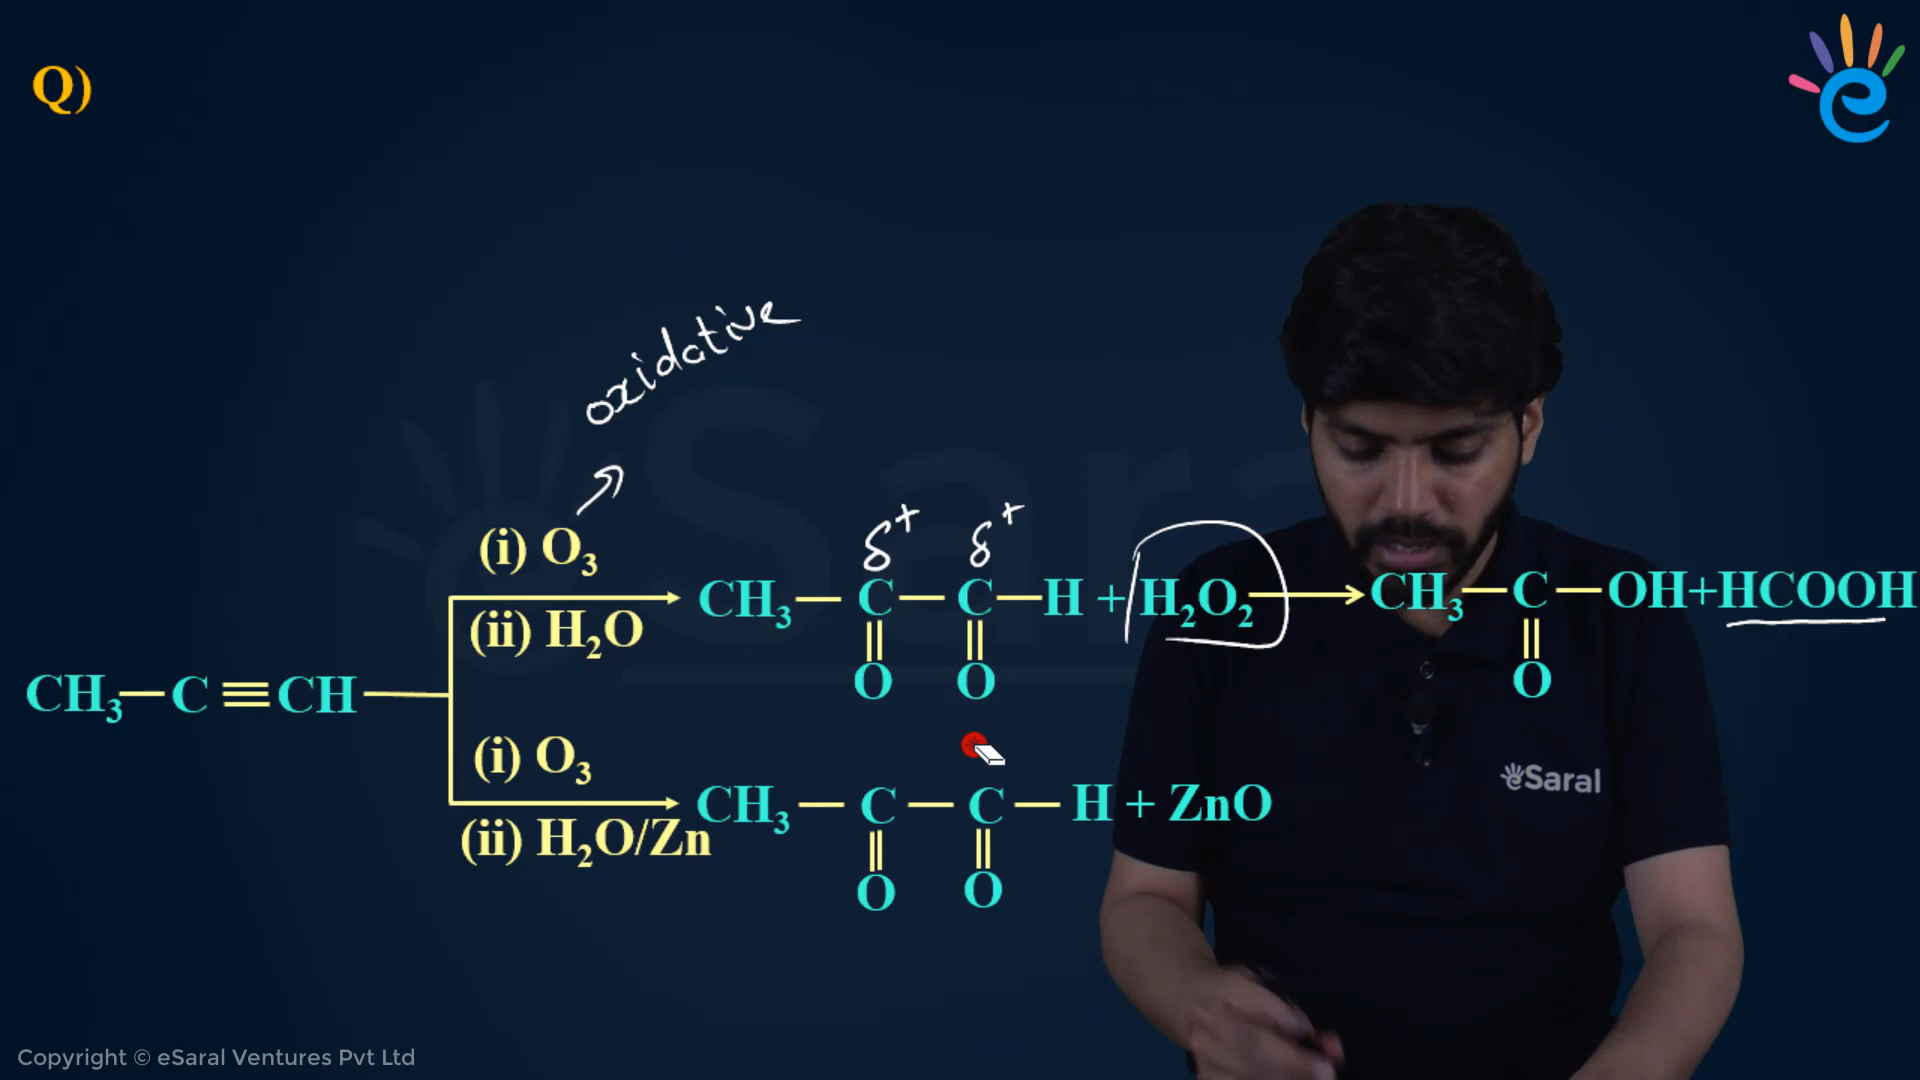 Q)
oxidative
(i) O₃
(ii) H₂O
δ⁺ δ⁺
CH₃—C—C—H + H₂O₂ → CH₃—C—OH+HCOOH
O O O
CH₃—C≡CH
(i) O₃
(ii) H₂O/Zn
CH₃—C—C—H + ZnO
O O
eSaral
Saral
Copyright © eSaral Ventures Pvt Ltd